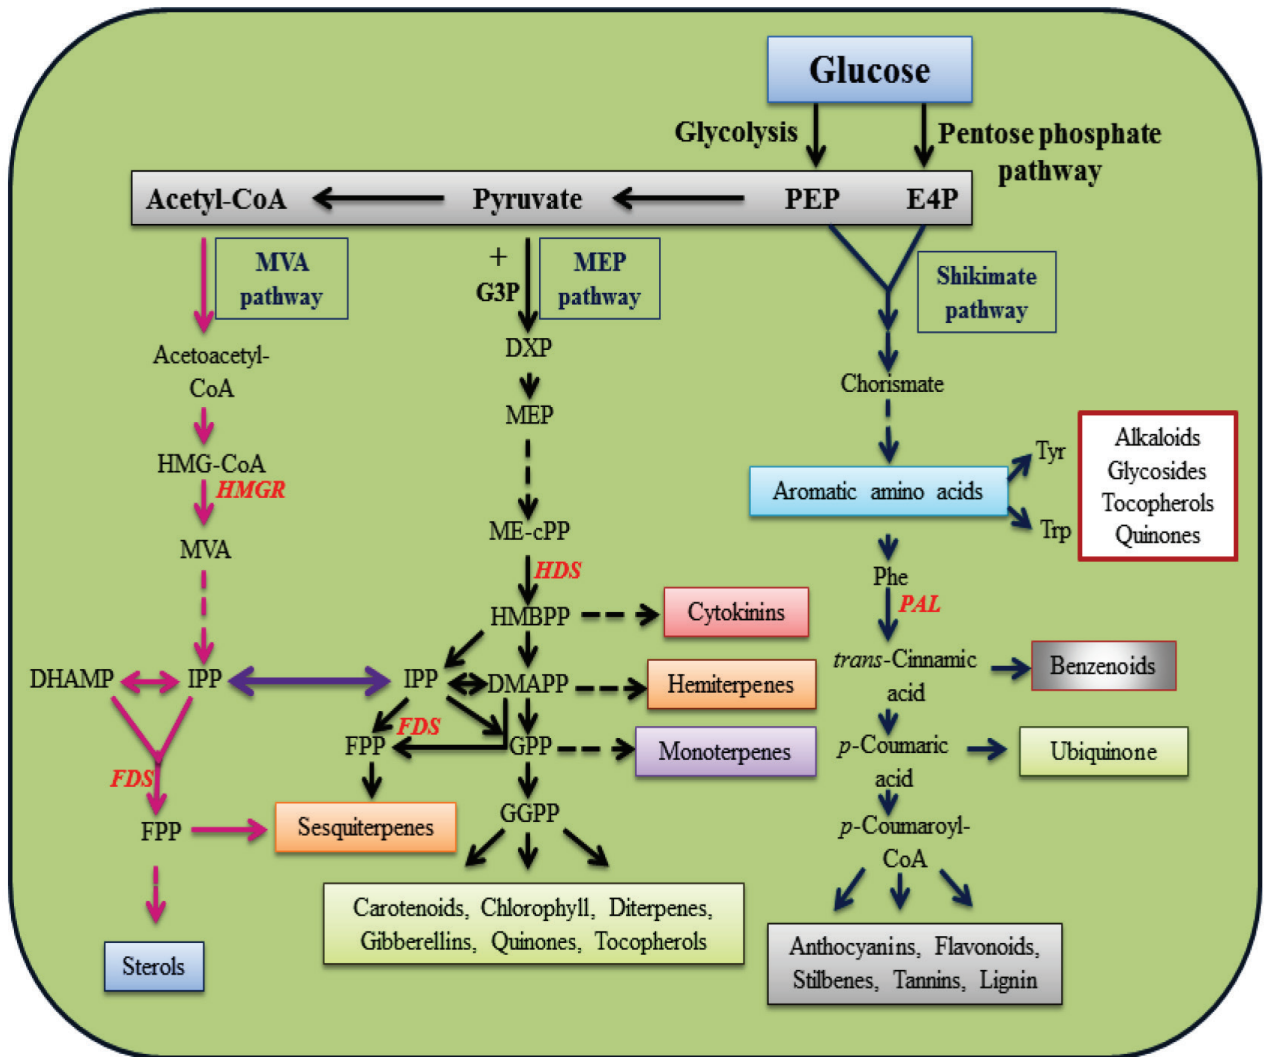 Glucose
Glycolysis
Pentose phosphate
pathway
Acetyl-CoA
Pyruvate
PEP
E4P
MVA
pathway
+
G3P
MEP
pathway
Shikimate
pathway
Acetoacetyl-
CoA
HMG-CoA
HMGR
MVA
DHAMP
IPP
FDS
FPP
Sterols
DXP
MEP
ME-cPP
HDS
HMBPP
Cytokinins
IPP
DMAPP
Hemiterpenes
FPP
FDS
GPP
Monoterpenes
Sesquiterpenes
GGPP
Carotenoids, Chlorophyll, Diterpenes,
Gibberellins, Quinones, Tocopherols
Chorismate
Aromatic amino acids
Tyr
Trp
Alkaloids
Glycosides
Tocopherols
Quinones
Phe
PAL
trans-Cinnamic
acid
Benzenoids
p-Coumaric
acid
Ubiquinone
p-Coumaroyl-
CoA
Anthocyanins, Flavonoids,
Stilbenes, Tannins, Lignin